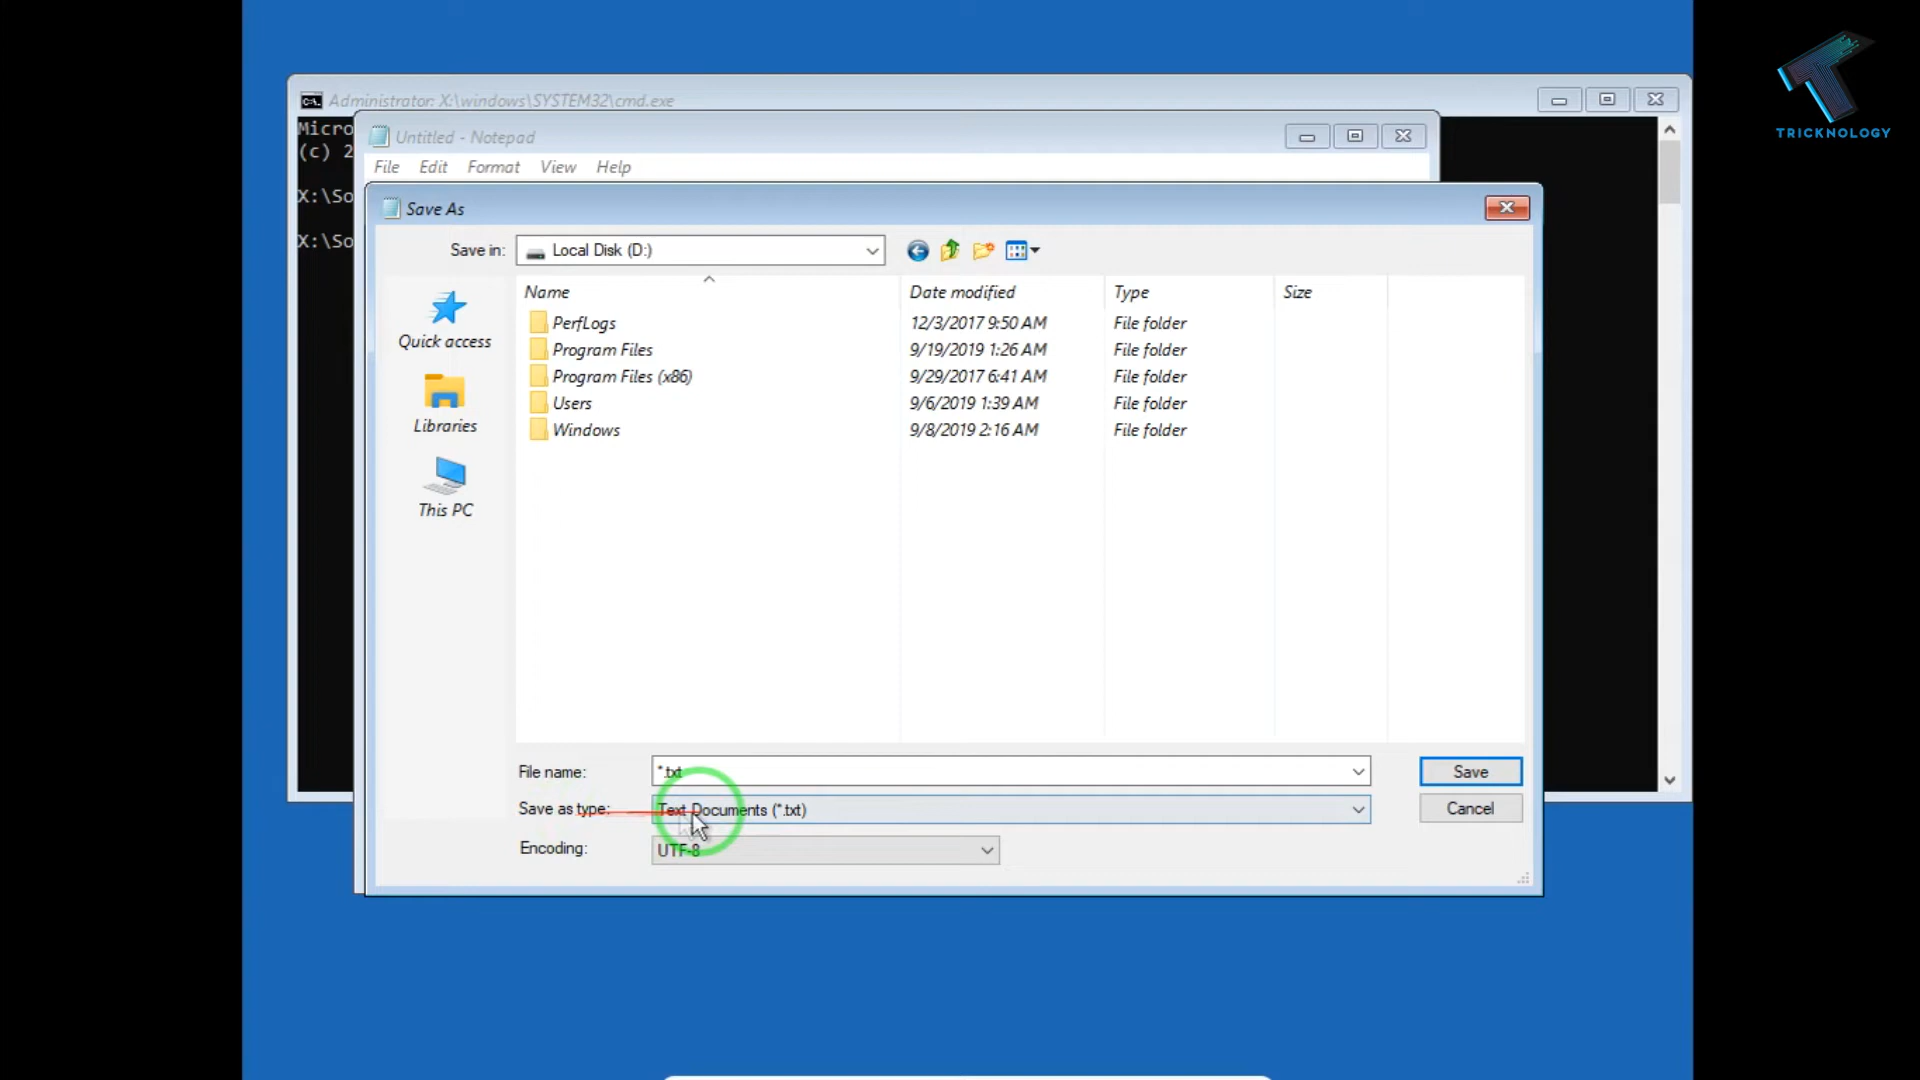 Administrator: X:\windows\SYSTEM32\cmd.exe
TRICKNOLOGY
Micro
(c) 2
X:\So
X:\So
Untitled - Notepad
File Edit Format View Help
Save As
Save in: Local Disk (D:)
Quick access
Libraries
This PC
Name Date modified Type Size
PerfLogs 12/3/2017 9:50 AM File folder
Program Files 9/19/2019 1:26 AM File folder
Program Files (x86) 9/29/2017 6:41 AM File folder
Users 9/6/2019 1:39 AM File folder
Windows 9/8/2019 2:16 AM File folder
File name: *.txt Save
Save as type: Text Documents (*.txt) Cancel
Encoding: UTF-8